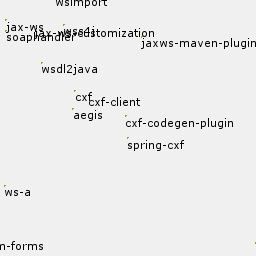 wsimport
jax-ws
wss4j
soaphandler
jax-ws-customization
jaxws-maven-plugin
wsdl2java
cxf
cxf-client
aegis
cxf-codegen-plugin
spring-cxf
ws-a
m-forms